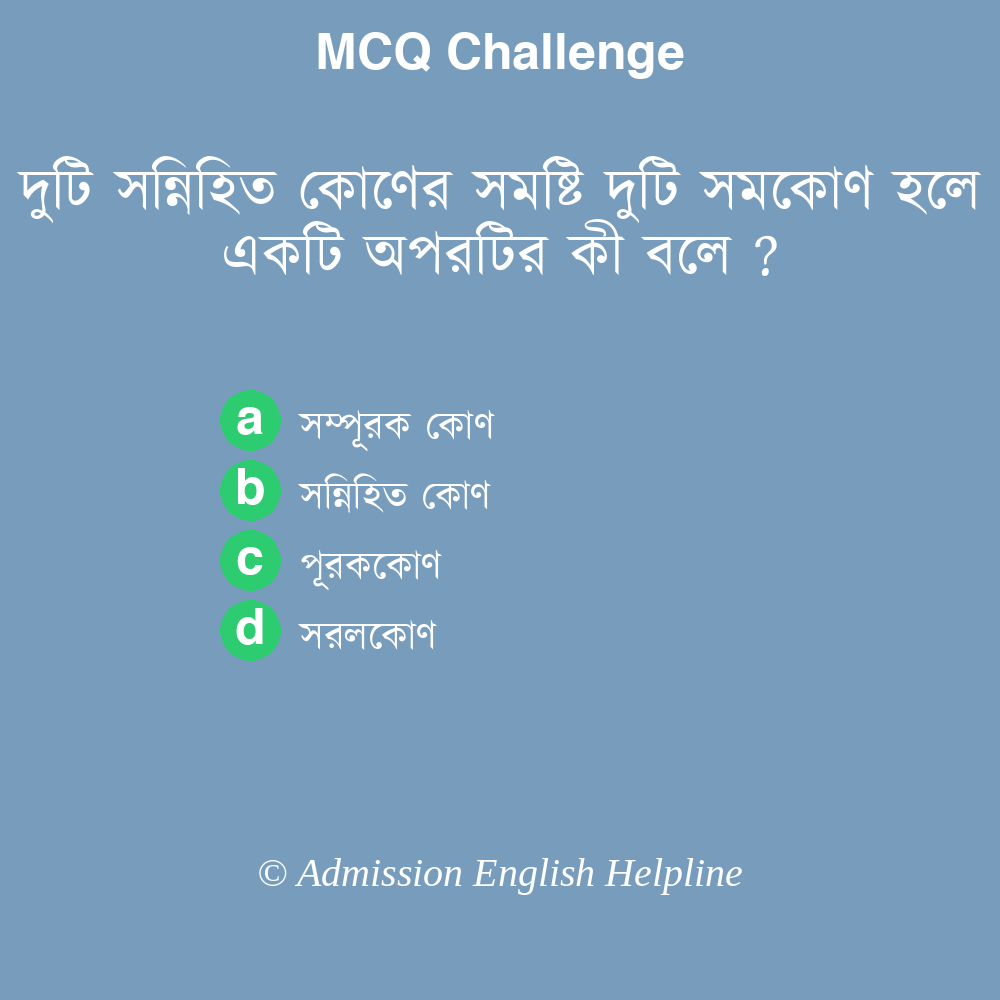 MCQ Challenge
দুটি সন্নিহিত কোণের সমষ্টি দুটি সমকোণ হলে
একটি অপরটির কী বলে ?
a সম্পূরক কোণ
b সন্নিহিত কোণ
c পূরককোণ
d সরলকোণ
© Admission English Helpline